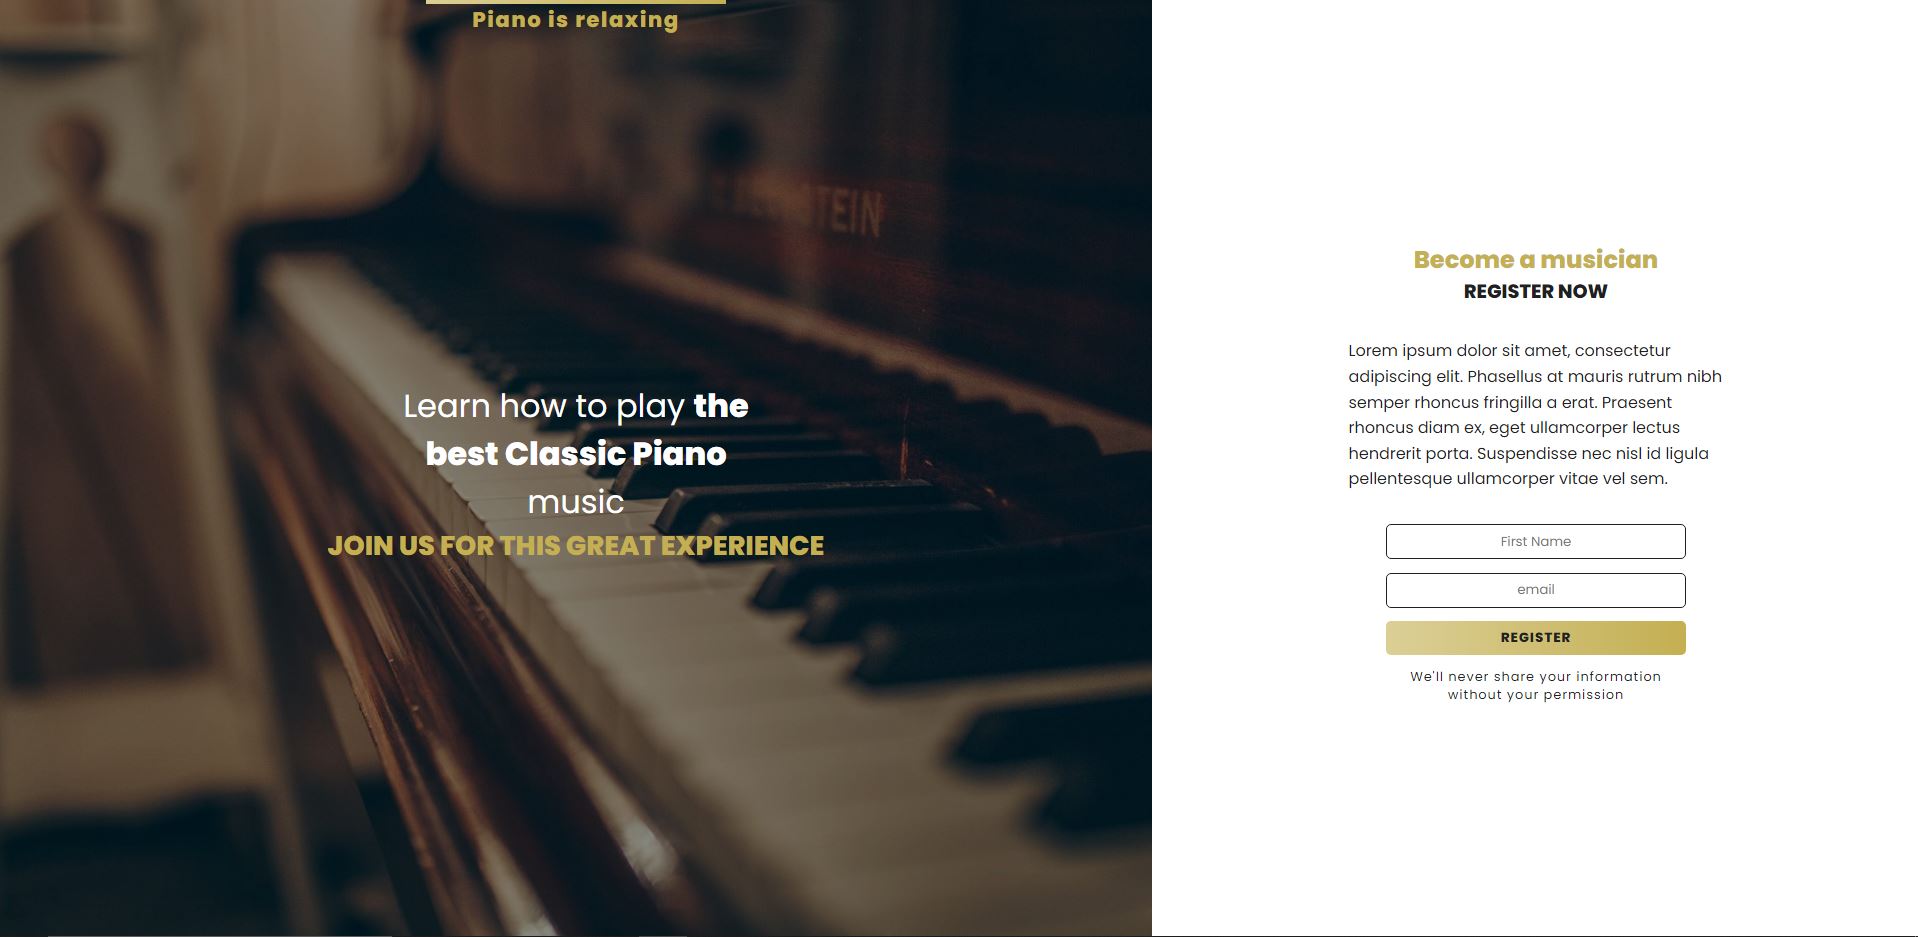 Piano is relaxing
Learn how to play the
best Classic Piano
music
JOIN US FOR THIS GREAT EXPERIENCE
Become a musician
REGISTER NOW
Lorem ipsum dolor sit amet, consectetur
adipiscing elit. Phasellus at mauris rutrum nibh
semper rhoncus fringilla a erat. Praesent
rhoncus diam ex, eget ullamcorper lectus
hendrerit porta. Suspendisse nec nisl id ligula
pellentesque ullamcorper vitae vel sem.
First Name
email
REGISTER
We'll never share your information
without your permission